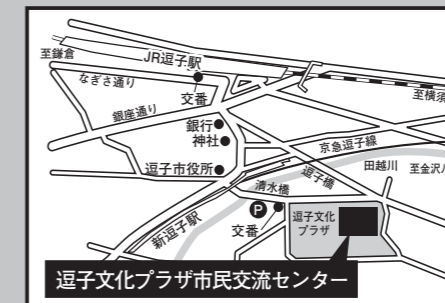 至鎌倉
JR逗子駅
なぎさ通り
交番
至横須
銀座通り
銀行
神社
京急逗子線
逗子市役所
田越川
至金沢八
逗子橋
清水橋
P
新逗子駅
交番
逗子文化
プラザ
逗子文化プラザ市民交流センター